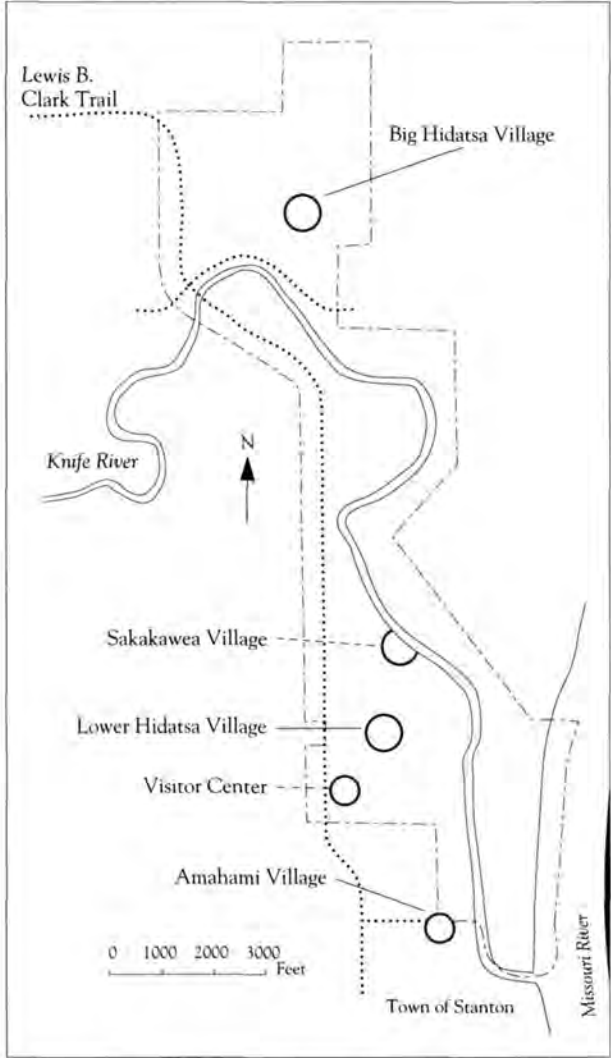 Lewis B.
Clark Trail
Big Hidatsa Village
N
Knife River
Sakakawea Village
Lower Hidatsa Village
Visitor Center
Amahami Village
0 1000 2000 3000
Feet
Town of Stanton
Missouri River